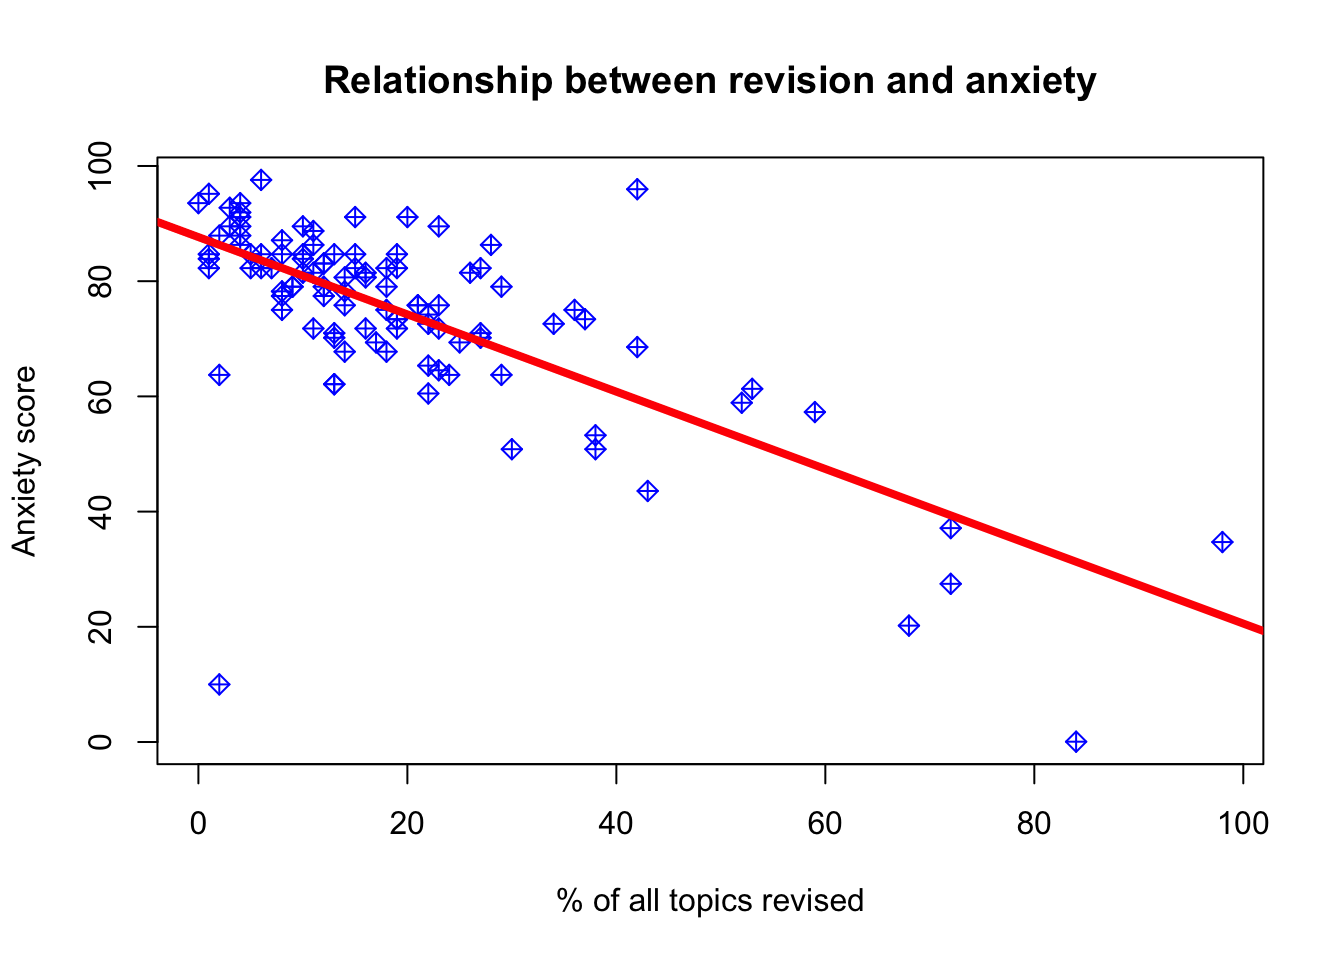 Relationship between revision and anxiety
Anxiety score
100
80
60
40
20
0
0 20 40 60 80 100
% of all topics revised